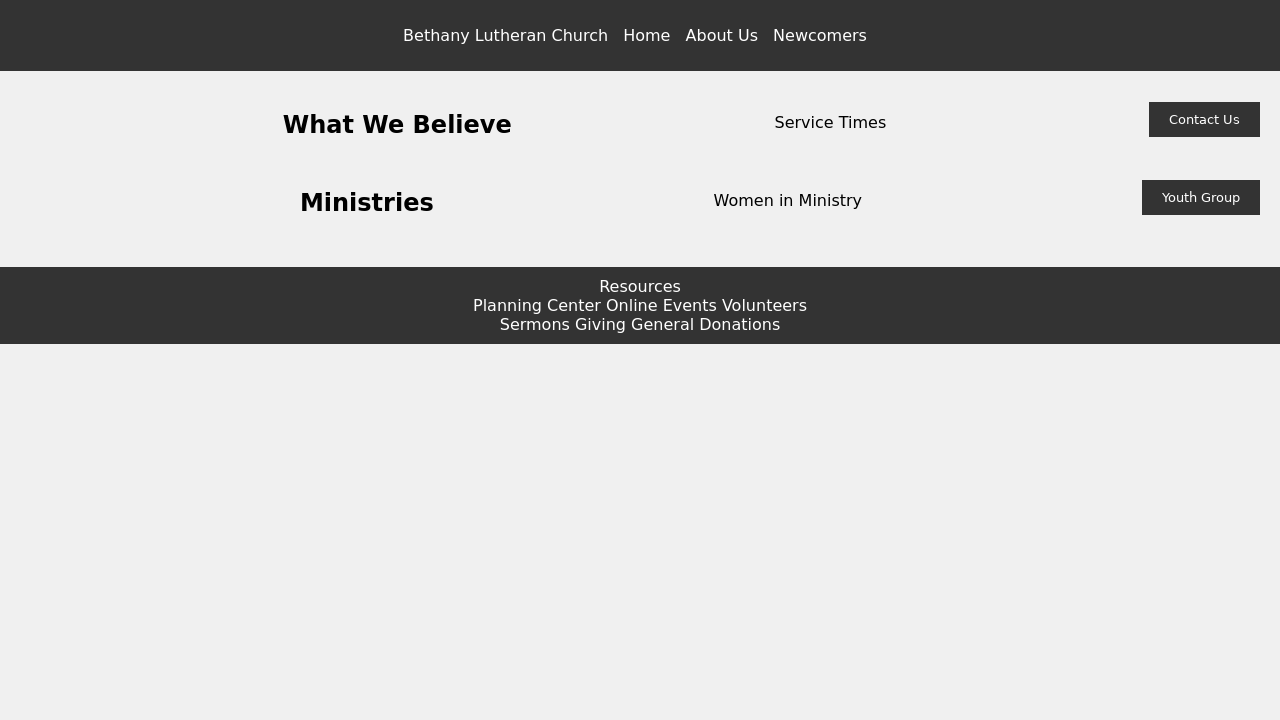 Bethany Lutheran Church Home About Us Newcomers
What We Believe Service Times Contact Us
Ministries Women in Ministry Youth Group
Resources
Planning Center Online Events Volunteers
Sermons Giving General Donations